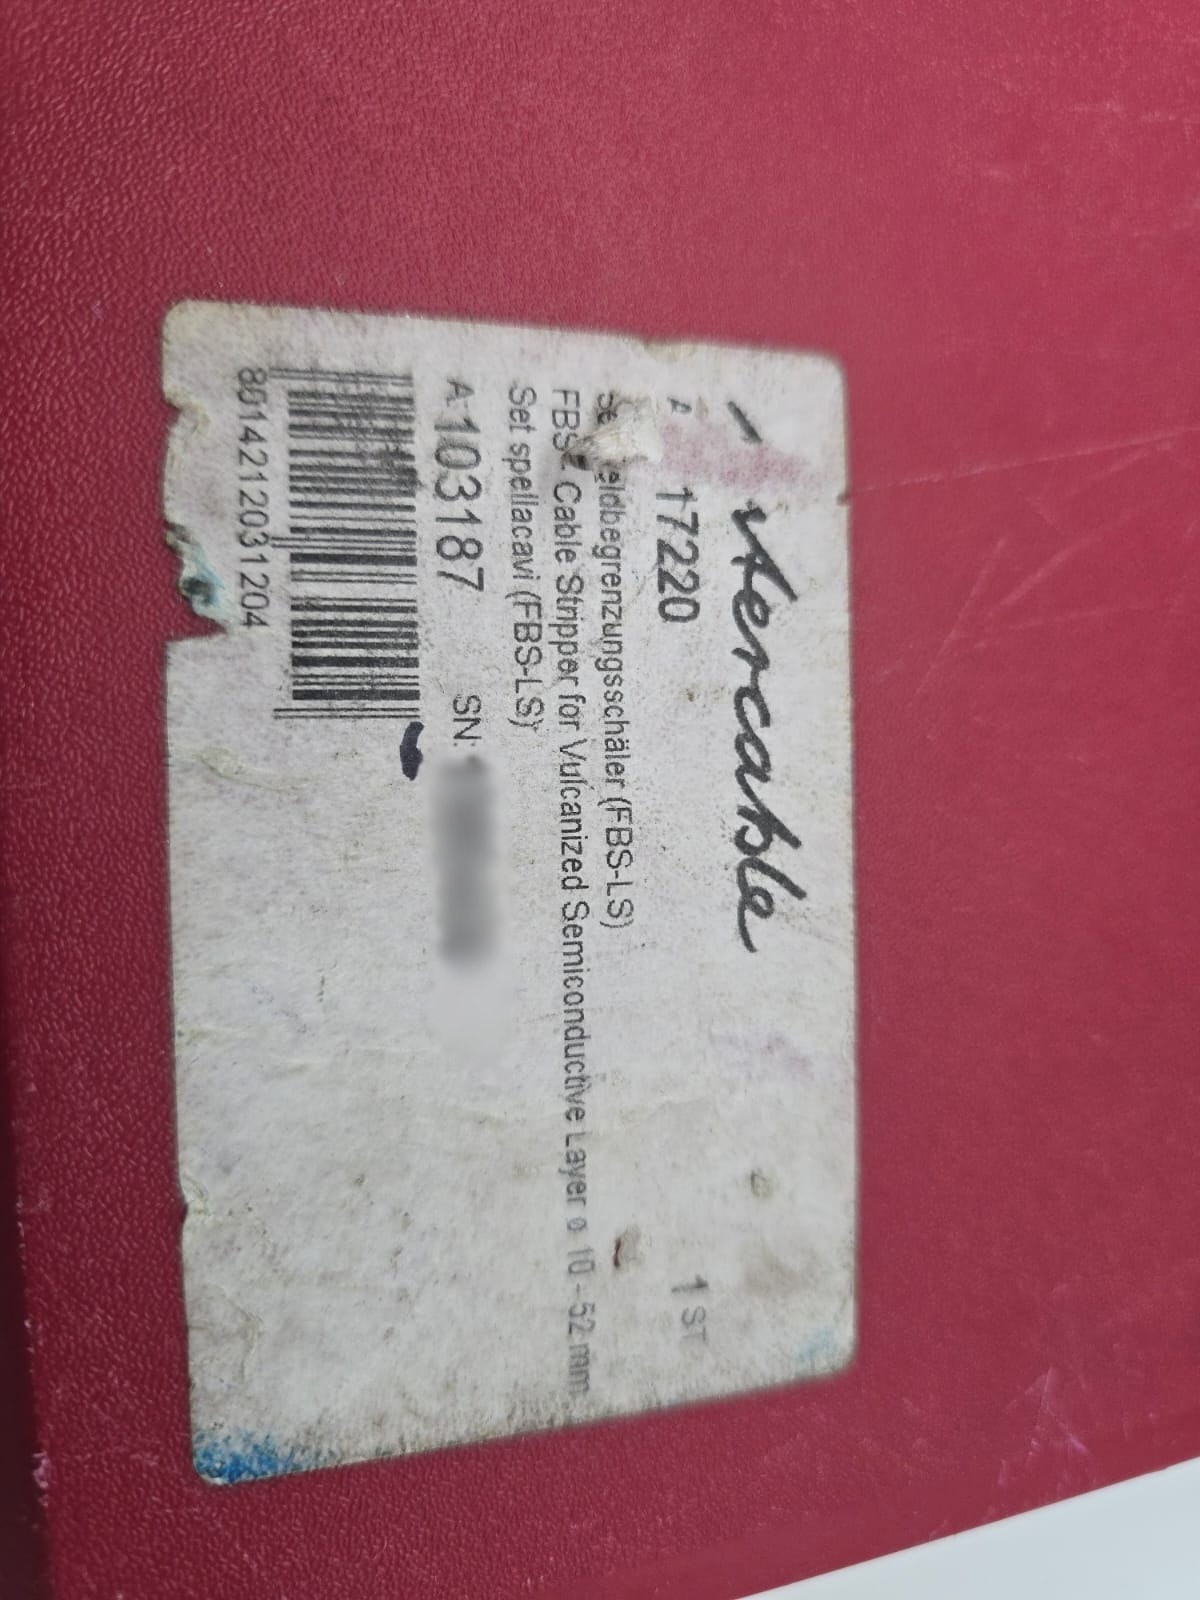 intercable
A 17220 1 ST
eldbegrenzungsschäler (FBS-LS)
Cable Stripper for Vulcanized Semiconductive Layer ø 10 - 52 mm
Set spellacavi (FBS-LS)
A 103187 SN:
8014212031204